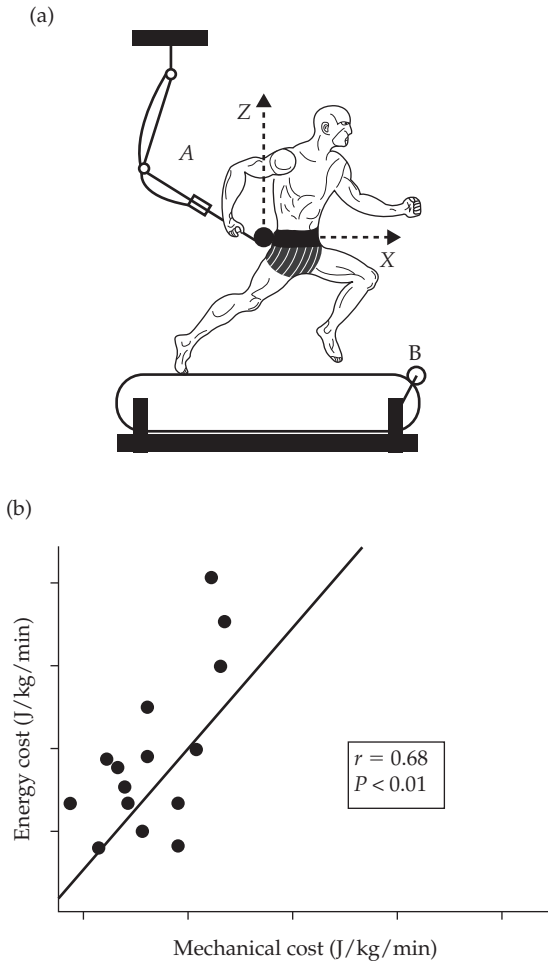 (a)
Z
A
X
B
(b)
Energy cost (J/kg/min)
r = 0.68
P < 0.01
Mechanical cost (J/kg/min)